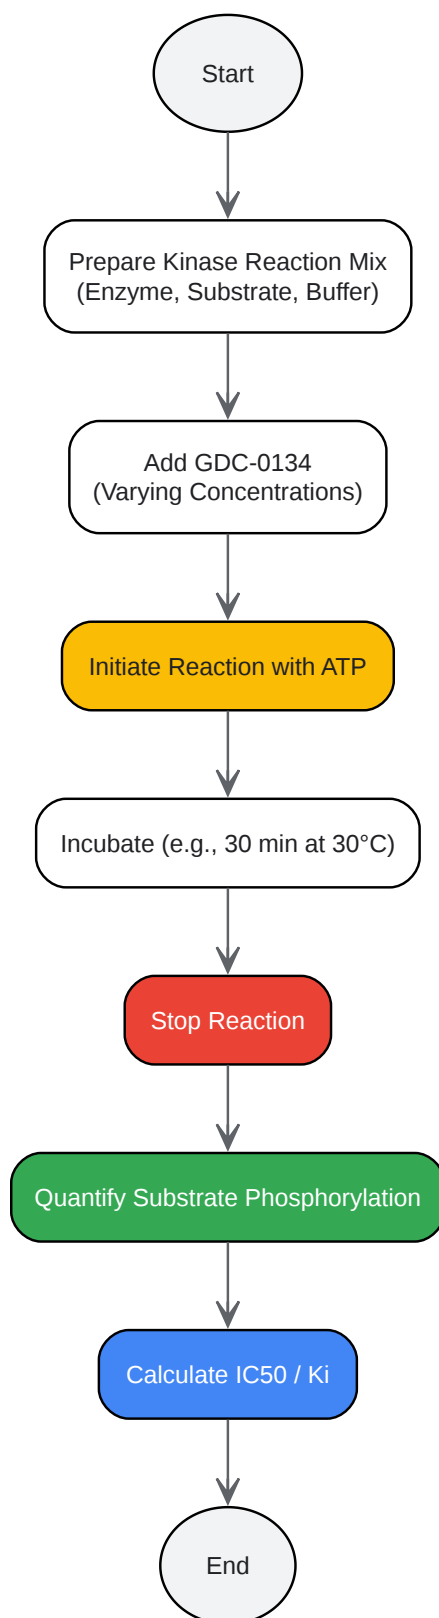 Start
Prepare Kinase Reaction Mix
(Enzyme, Substrate, Buffer)
Add GDC-0134
(Varying Concentrations)
Initiate Reaction with ATP
Incubate (e.g., 30 min at 30°C)
Stop Reaction
Quantify Substrate Phosphorylation
Calculate IC50 / Ki
End